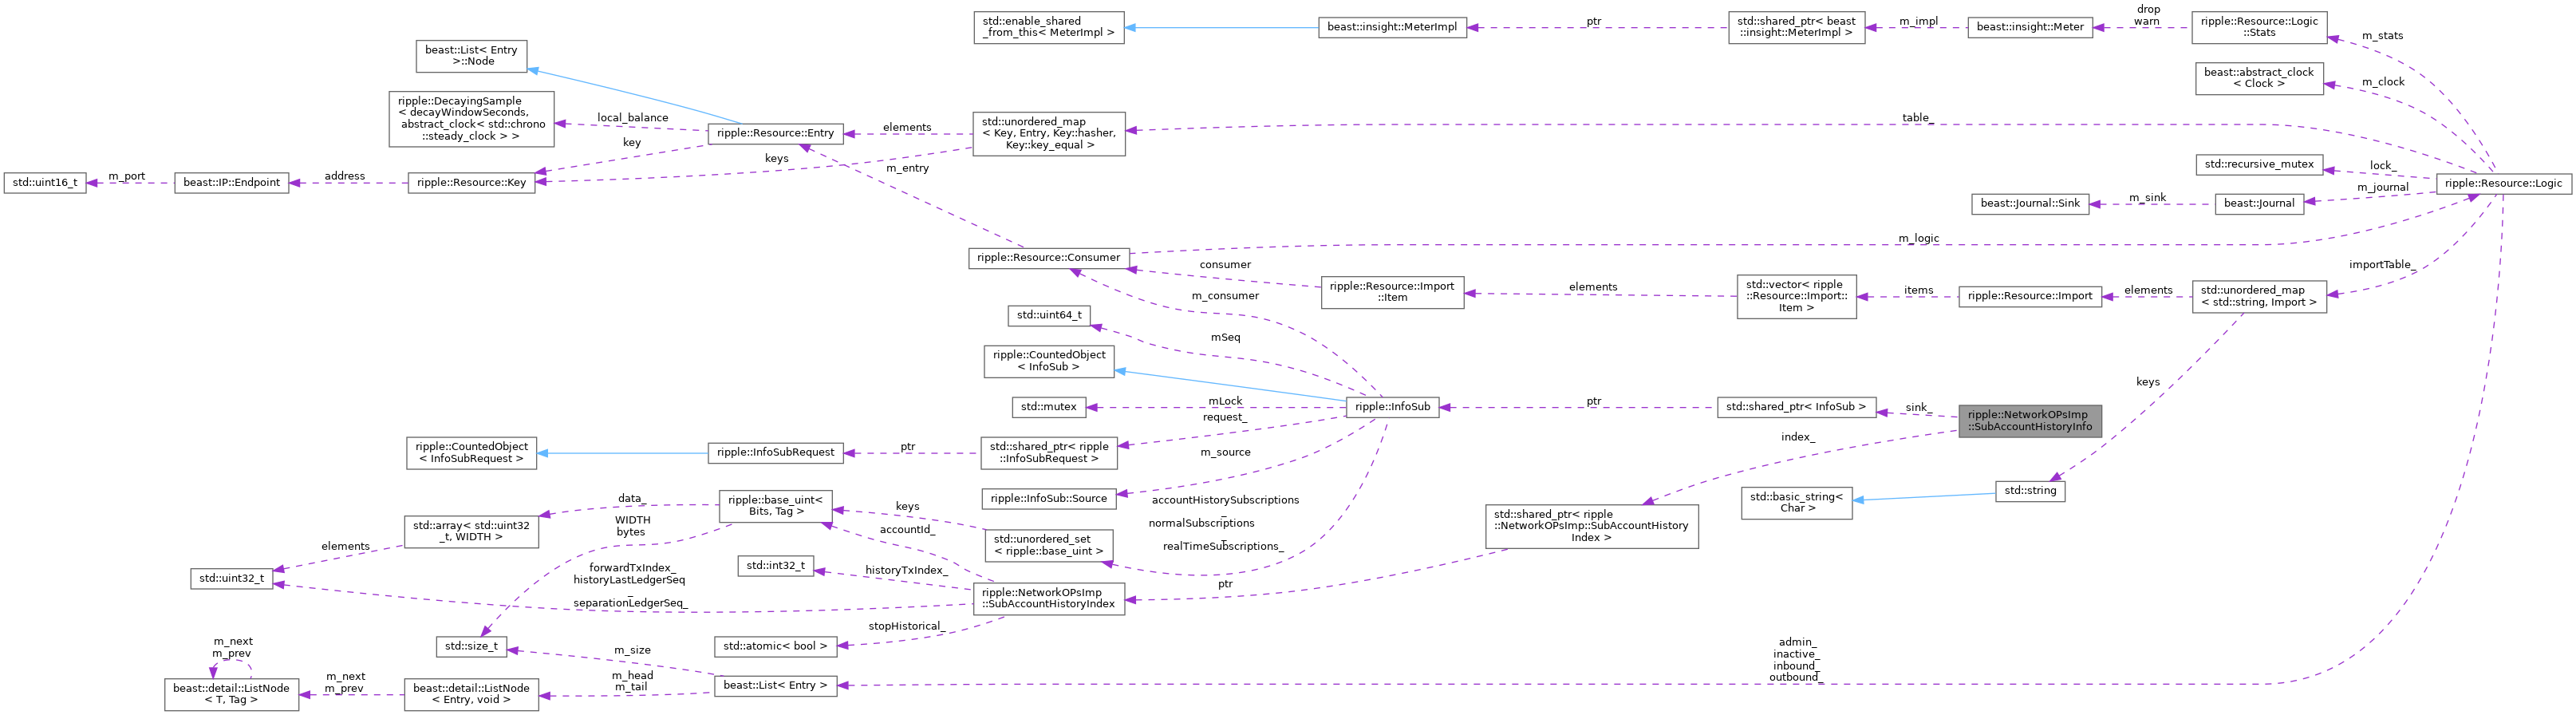 std::enable_shared
_from_this< MeterImpl >
beast::insight::MeterImpl
ptr
std::shared_ptr< beast
::insight::MeterImpl >
m_impl
beast::insight::Meter
drop
warn
ripple::Resource::Logic
::Stats
m_stats
beast::List< Entry
>::Node
beast::abstract_clock
< Clock >
m_clock
ripple::DecayingSample
< decayWindowSeconds,
abstract_clock< std::chrono
::steady_clock > >
local_balance
ripple::Resource::Entry
elements
std::unordered_map
< Key, Entry, Key::hasher,
Key::key_equal >
table_
key
keys
m_entry
std::uint16_t
m_port
beast::IP::Endpoint
address
ripple::Resource::Key
std::recursive_mutex
lock_
ripple::Resource::Logic
m_journal
beast::Journal::Sink
m_sink
beast::Journal
m_logic
ripple::Resource::Consumer
consumer
importTable_
ripple::Resource::Import
::Item
elements
std::vector< ripple
::Resource::Import::
Item >
items
ripple::Resource::Import
elements
std::unordered_map
< std::string, Import >
m_consumer
std::uint64_t
mSeq
ripple::CountedObject
< InfoSub >
keys
std::mutex
mLock
ripple::InfoSub
ptr
std::shared_ptr< InfoSub >
sink_
ripple::NetworkOPsImp
::SubAccountHistoryInfo
request_
index_
ripple::CountedObject
< InfoSubRequest >
ripple::InfoSubRequest
ptr
std::shared_ptr< ripple
::InfoSubRequest >
m_source
ripple::InfoSub::Source
std::basic_string<
Char >
std::string
data_
ripple::base_uint<
Bits, Tag >
keys
accountHistorySubscriptions
_
normalSubscriptions
_
realTimeSubscriptions_
std::shared_ptr< ripple
::NetworkOPsImp::SubAccountHistory
Index >
std::array< std::uint32
_t, WIDTH >
WIDTH
bytes
accountId_
std::unordered_set
< ripple::base_uint >
elements
std::uint32_t
std::int32_t
historyTxIndex_
forwardTxIndex_
historyLastLedgerSeq
_
separationLedgerSeq_
ripple::NetworkOPsImp
::SubAccountHistoryIndex
ptr
stopHistorical_
std::size_t
std::atomic< bool >
m_next
m_prev
m_size
admin_
inactive_
inbound_
outbound_
beast::detail::ListNode
< T, Tag >
m_next
m_prev
beast::detail::ListNode
< Entry, void >
m_head
m_tail
beast::List< Entry >